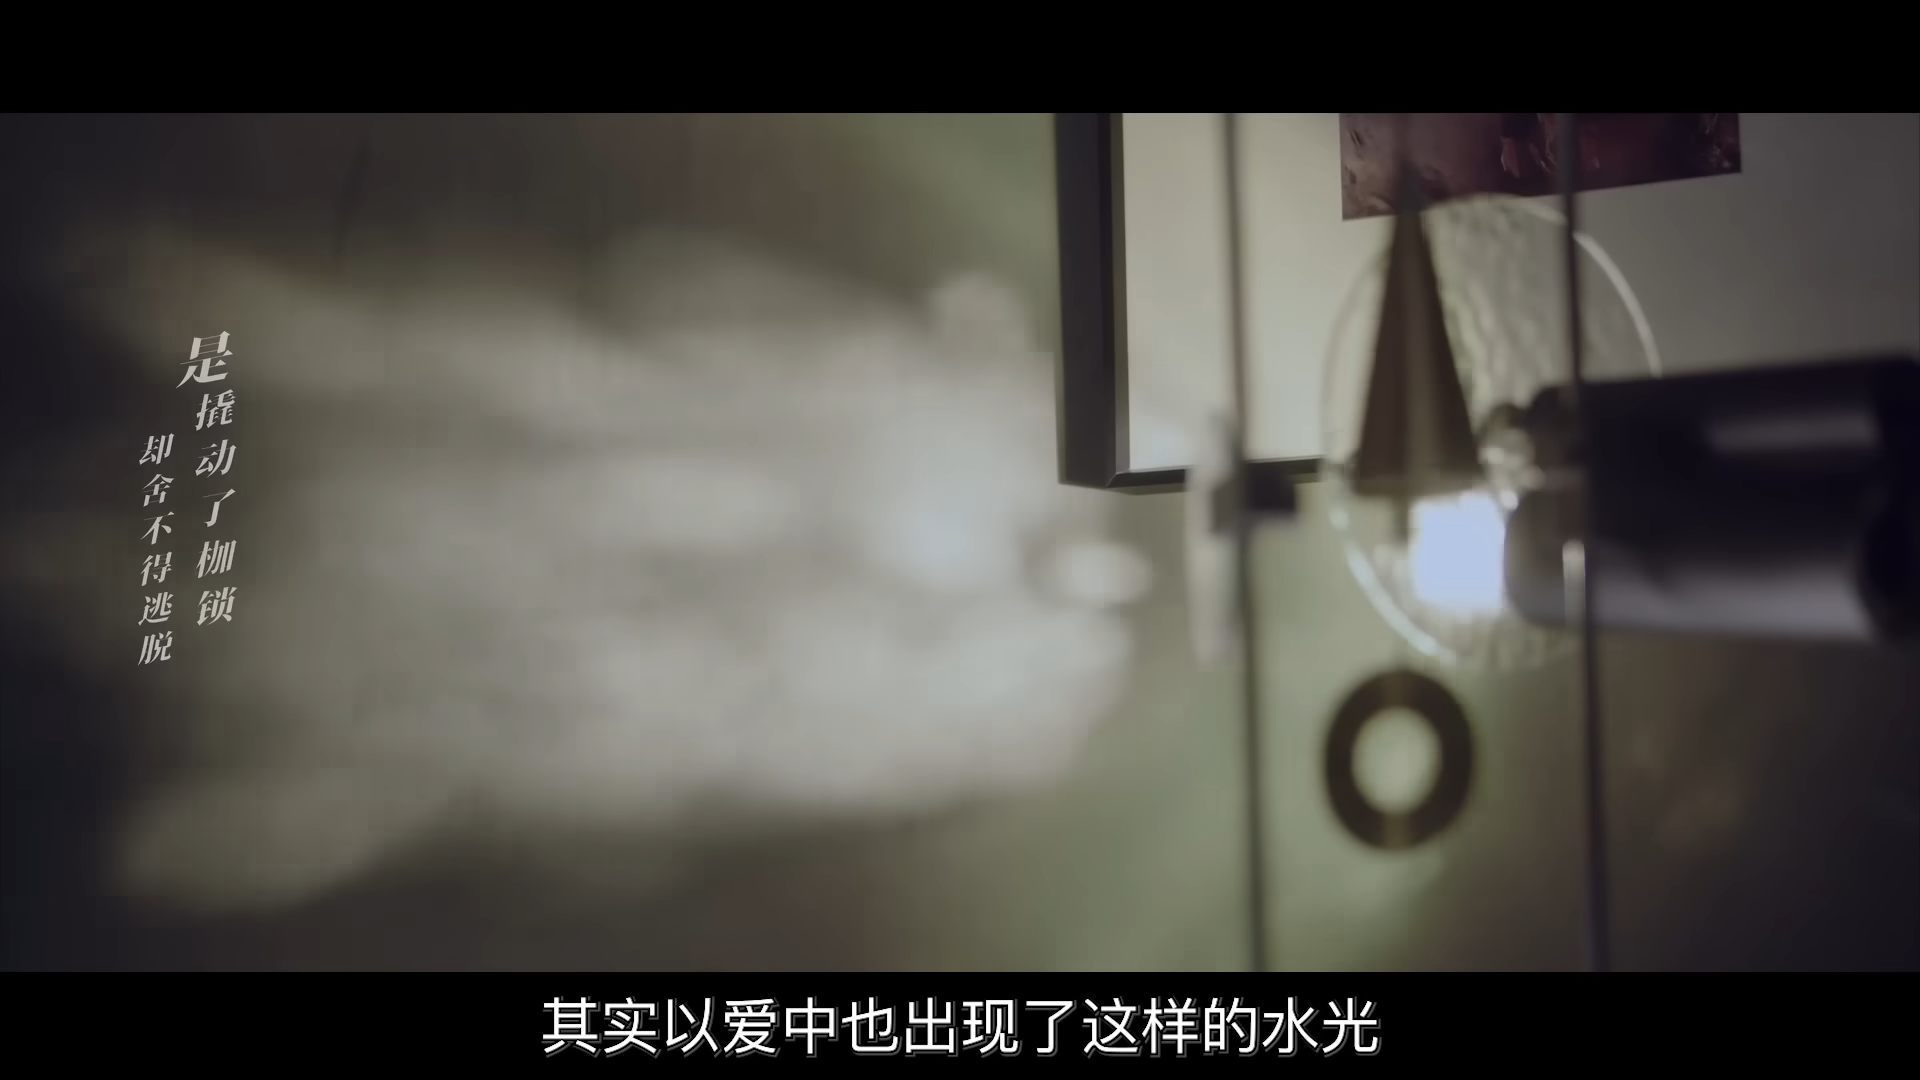 是撬动了枷锁
却舍不得逃脱
其实以爱中也出现了这样的水光